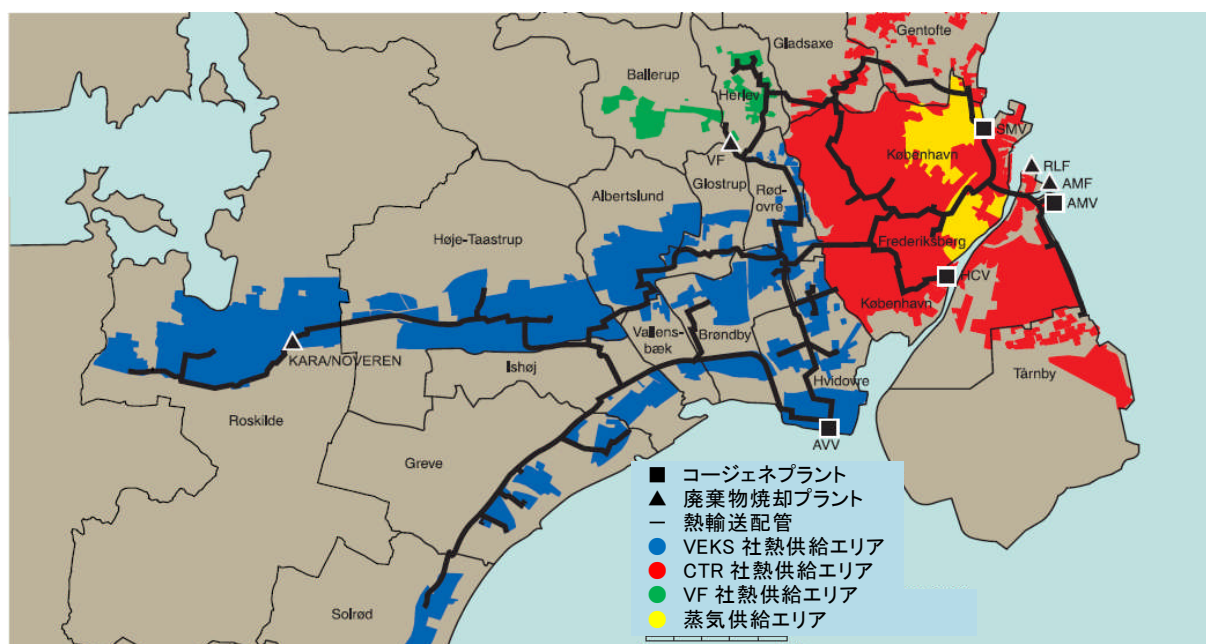 Gentofte
Gladsaxe
Ballerup
Herlev
SMV
København
VF
RLF
AMF
AMV
Albertslund
Glostrup
Rød-
ovre
Høje-Taastrup
Frederiksberg
HCV
København
KARA/NOVEREN
Vallens-
bæk
Brøndby
Ishøj
Hvidovre
Tårnby
Roskilde
AVV
Greve
Solrød
コージェネプラント
廃棄物焼却プラント
熱輸送配管
VEKS 社熱供給エリア
CTR 社熱供給エリア
VF 社熱供給エリア
蒸気供給エリア